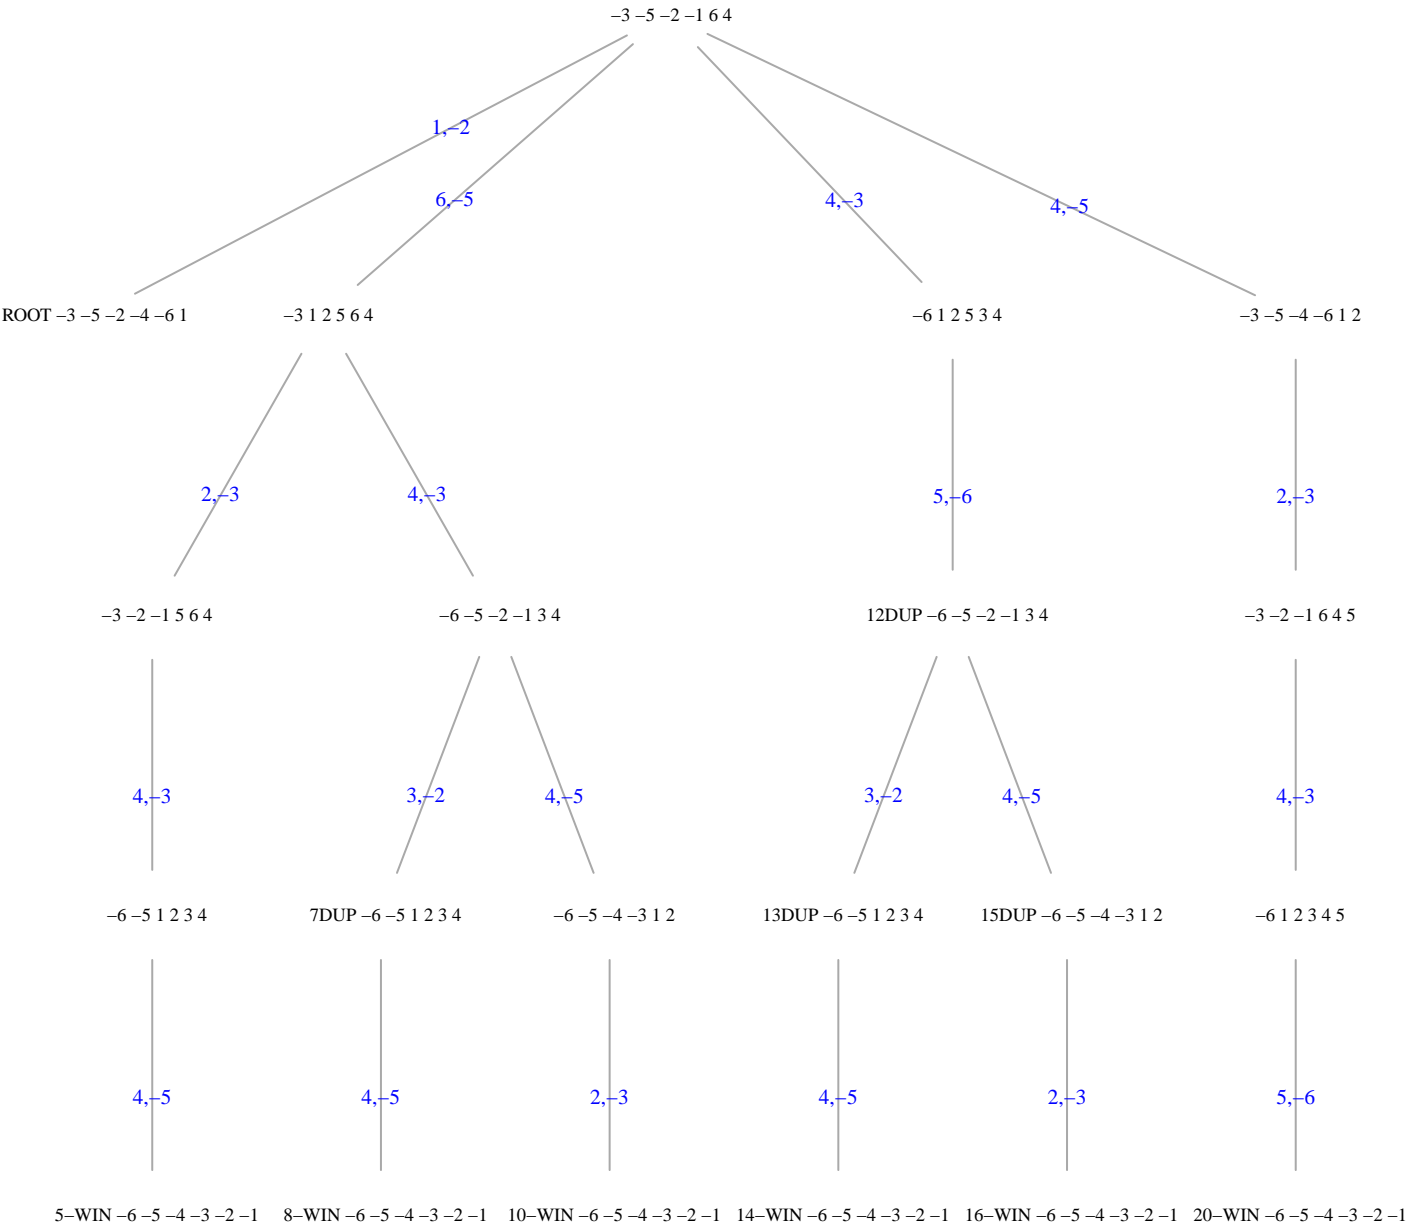 –3 –5 –2 –1 6 4
1,–2
6,–5
4,–3
4,–5
ROOT –3 –5 –2 –4 –6 1
–3 1 2 5 6 4
–6 1 2 5 3 4
–3 –5 –4 –6 1 2
2,–3
4,–3
5,–6
2,–3
–3 –2 –1 5 6 4
–6 –5 –2 –1 3 4
12DUP –6 –5 –2 –1 3 4
–3 –2 –1 6 4 5
4,–3
3,–2
4,–5
3,–2
4,–5
4,–3
–6 –5 1 2 3 4
7DUP –6 –5 1 2 3 4
–6 –5 –4 –3 1 2
13DUP –6 –5 1 2 3 4
15DUP –6 –5 –4 –3 1 2
–6 1 2 3 4 5
4,–5
4,–5
2,–3
4,–5
2,–3
5,–6
5–WIN –6 –5 –4 –3 –2 –1
8–WIN –6 –5 –4 –3 –2 –1
10–WIN –6 –5 –4 –3 –2 –1
14–WIN –6 –5 –4 –3 –2 –1
16–WIN –6 –5 –4 –3 –2 –1
20–WIN –6 –5 –4 –3 –2 –1